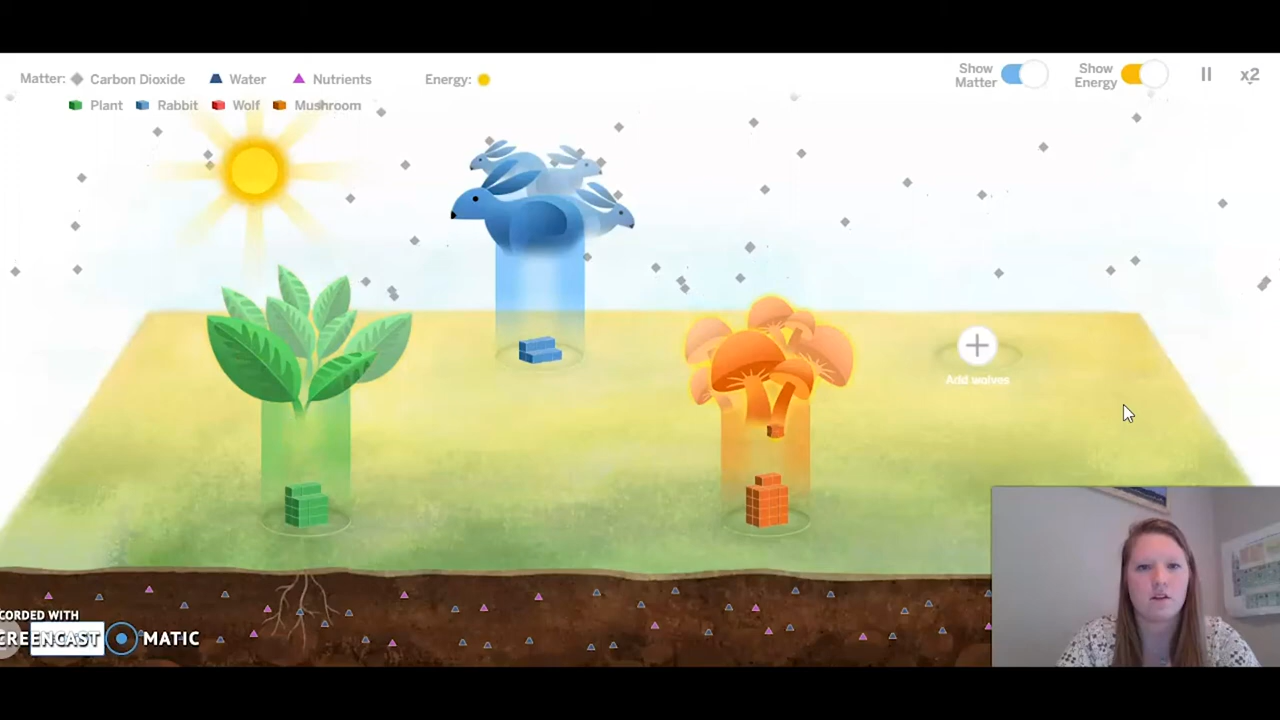 Matter: Carbon Dioxide Water Nutrients Energy:
Plant Rabbit Wolf Mushroom
Show Matter
Show Energy
x2
Add wolves
CORDED WITH
CREENCAST MATIC